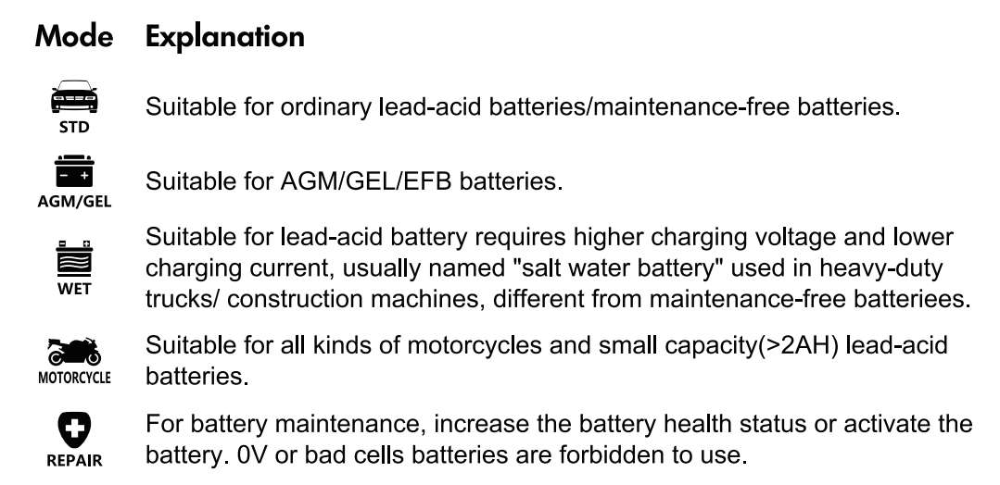 Mode Explanation
STD
Suitable for ordinary lead-acid batteries/maintenance-free batteries.
- +
AGM/GEL
Suitable for AGM/GEL/EFB batteries.
WET
Suitable for lead-acid battery requires higher charging voltage and lower
charging current, usually named "salt water battery" used in heavy-duty
trucks/ construction machines, different from maintenance-free batteriees.
MOTORCYCLE
Suitable for all kinds of motorcycles and small capacity(>2AH) lead-acid
batteries.
REPAIR
For battery maintenance, increase the battery health status or activate the
battery. 0V or bad cells batteries are forbidden to use.